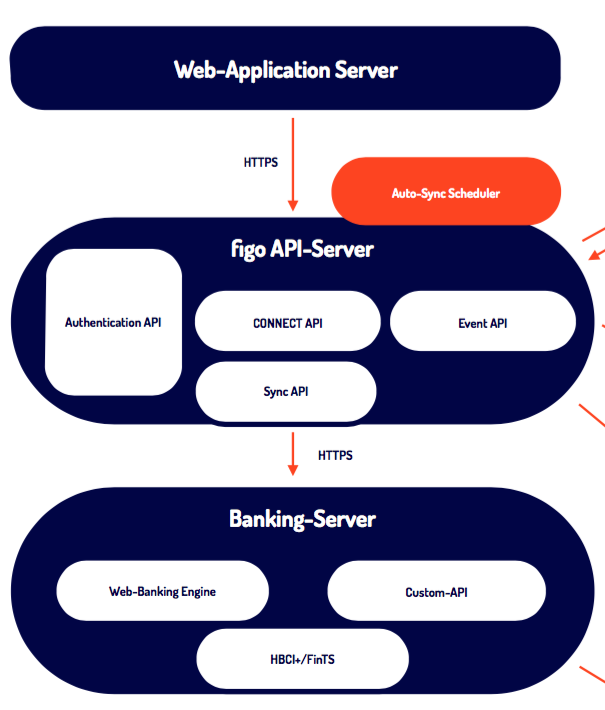 Web-Application Server
HTTPS
Auto-Sync Scheduler
figo API-Server
Authentication API
CONNECT API
Event API
Sync API
HTTPS
Banking-Server
Web-Banking Engine
Custom-API
HBCI+/FinTS